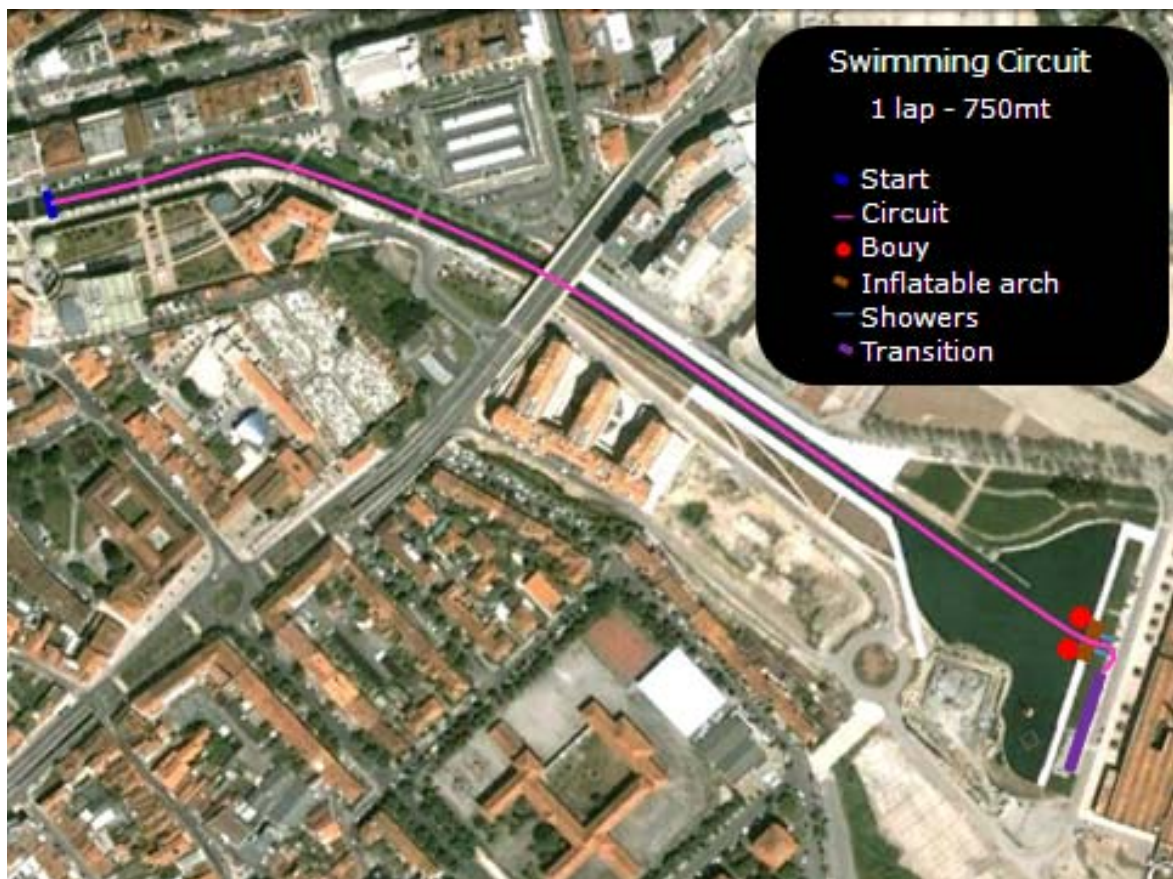 Swimming Circuit
1 lap - 750mt
Start
Circuit
Bouy
Inflatable arch
Showers
Transition